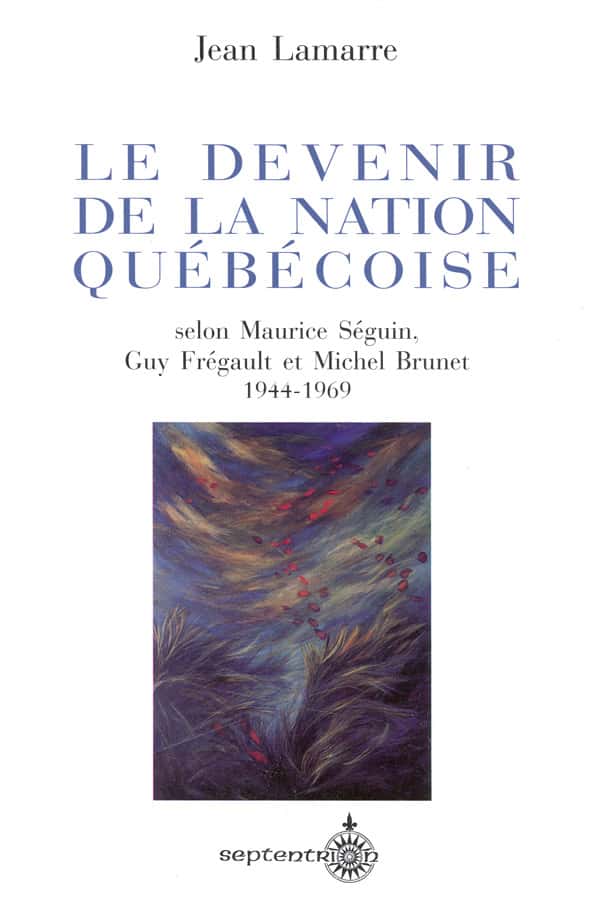 Jean Lamarre
LE DEVENIR
DE LA NATION
QUÉBÉCOISE
selon Maurice Séguin,
Guy Frégault et Michel Brunet
1944-1969
septentrion